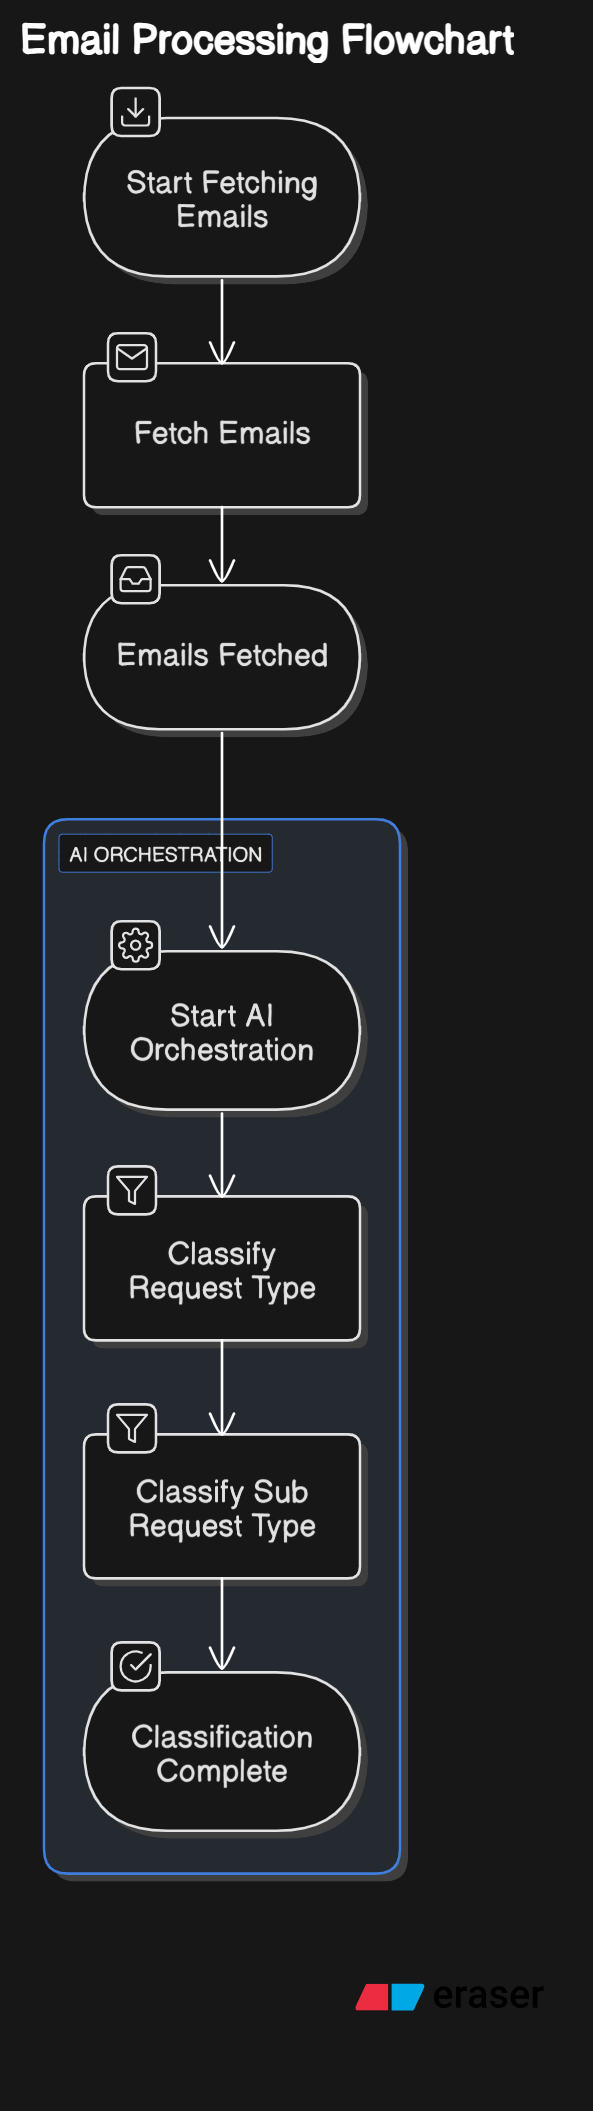 Email Processing Flowchart
Start Fetching
Emails
Fetch Emails
Emails Fetched
AI ORCHESTRATION
Start AI
Orchestration
Classify
Request Type
Classify Sub
Request Type
Classification
Complete
eraser